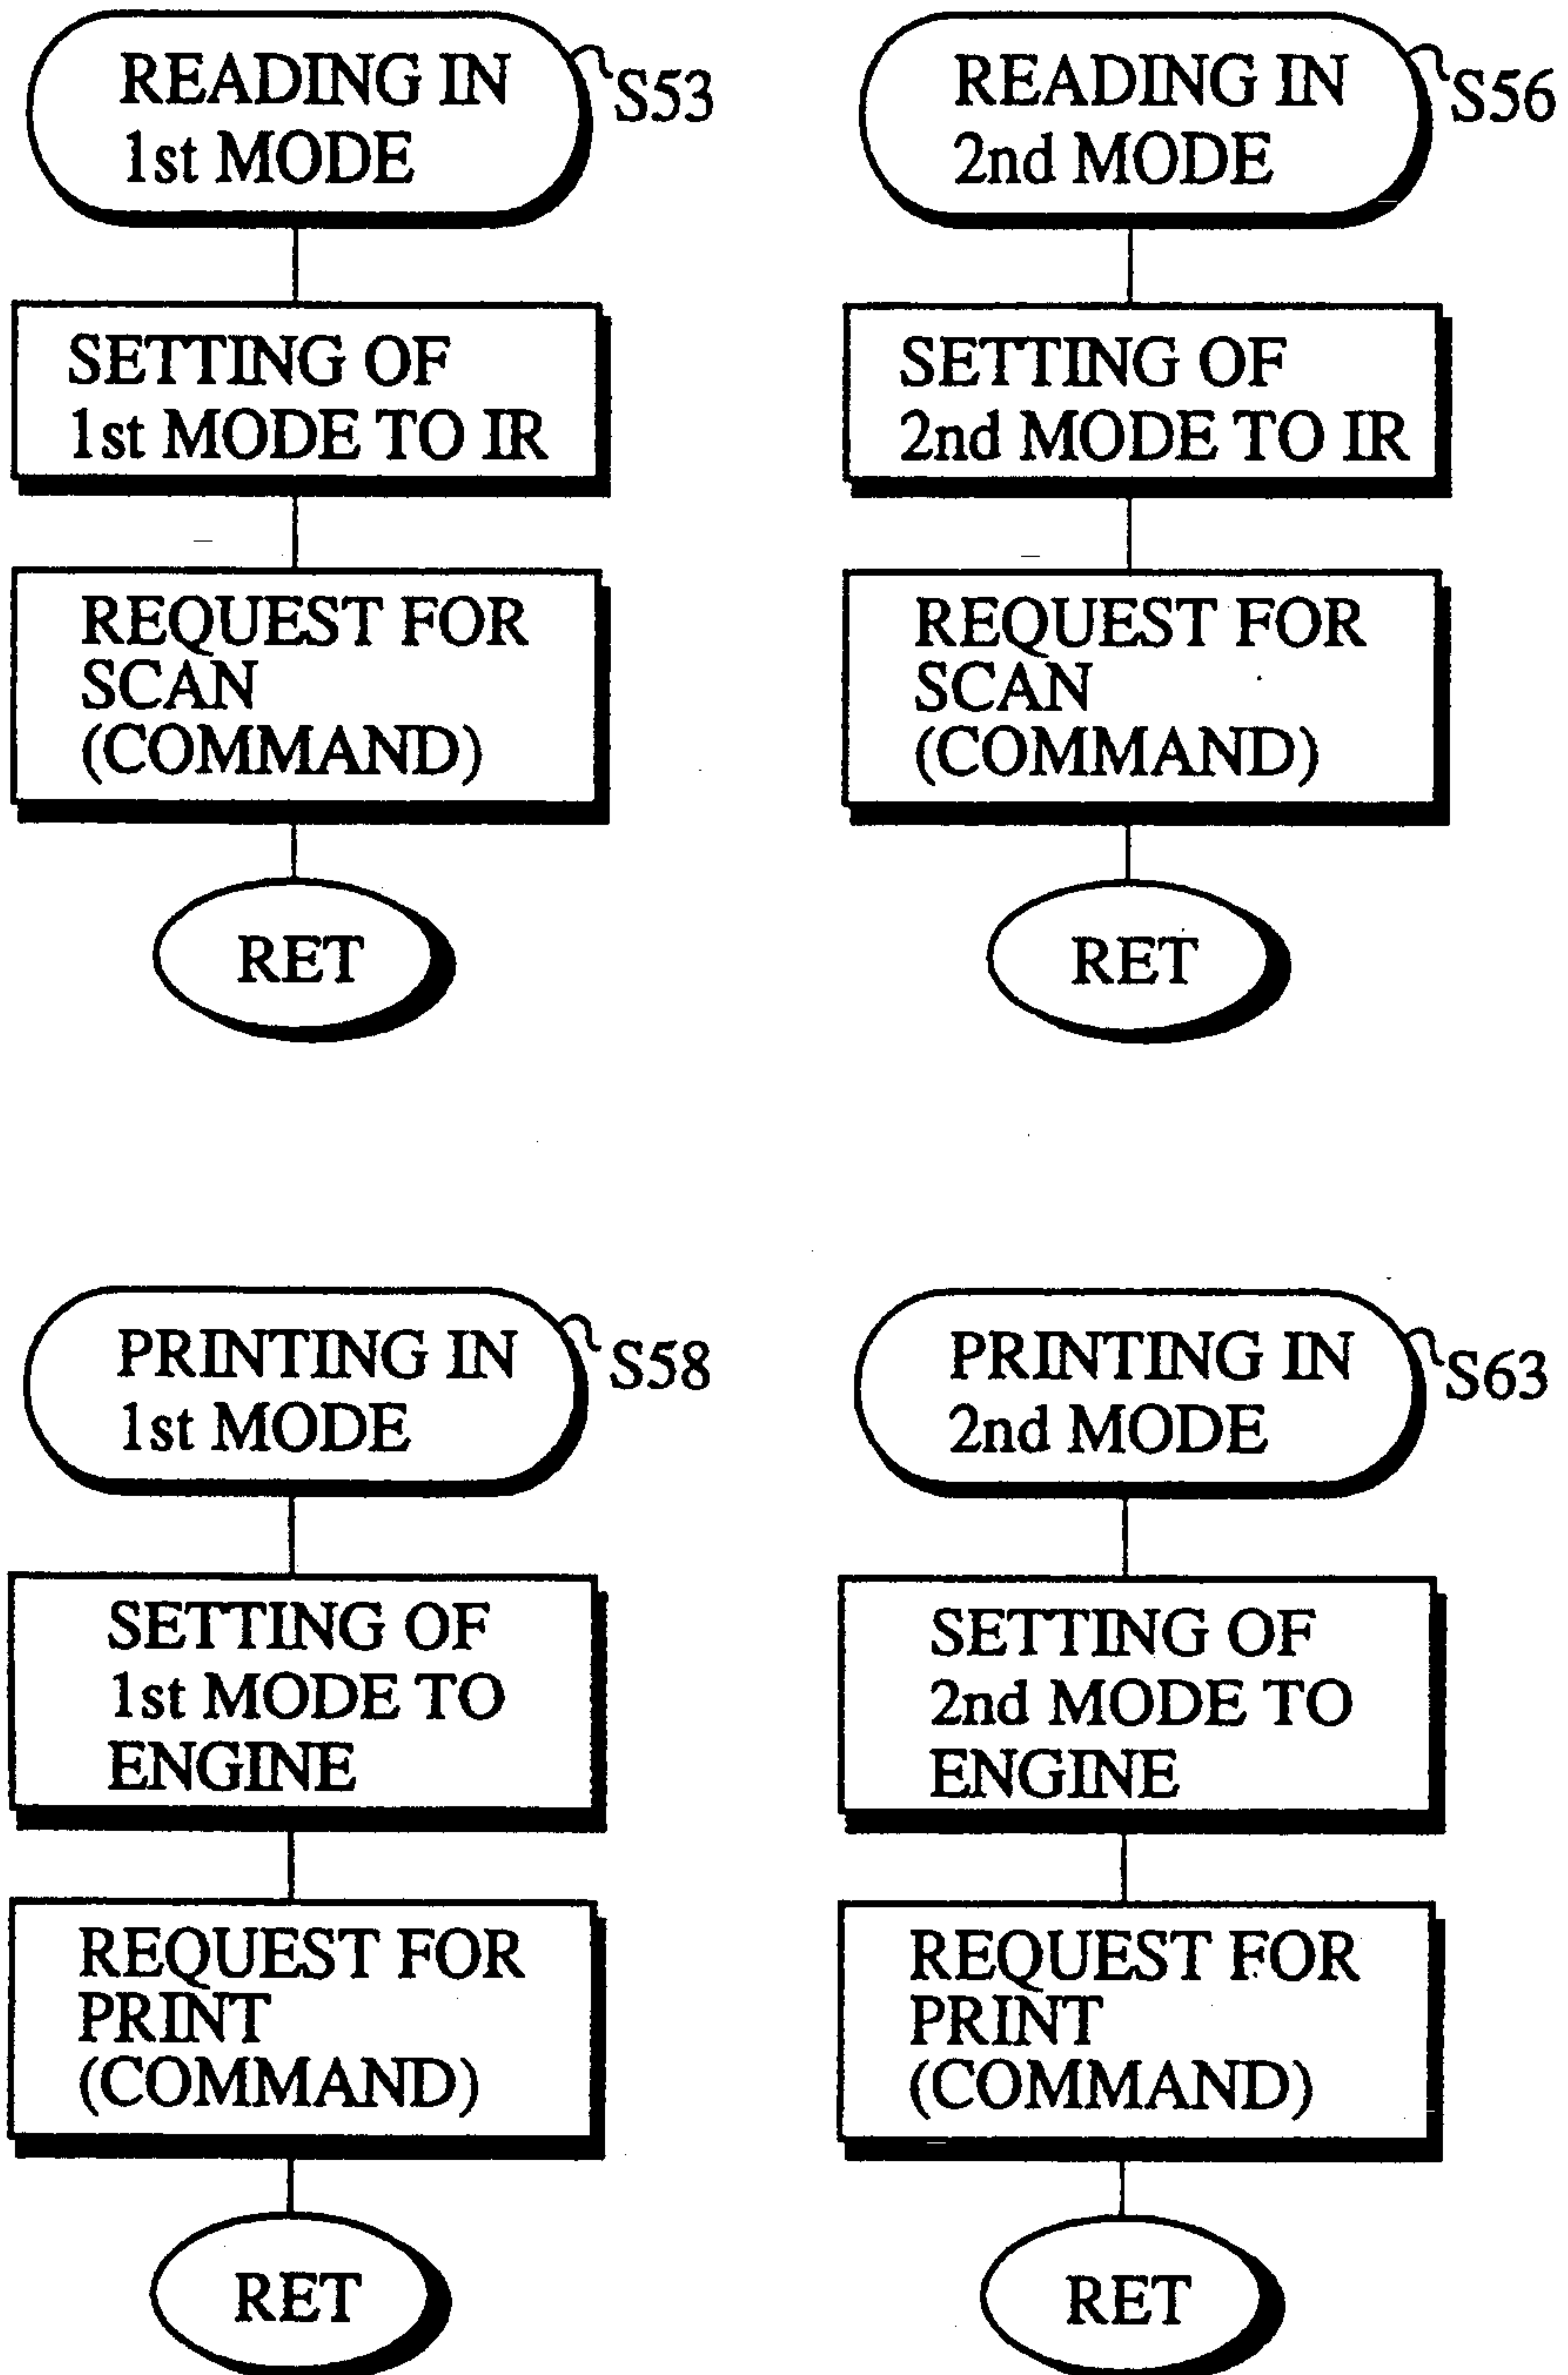 READING IN
1st MODE
S53
SETTING OF
1st MODE TO IR
REQUEST FOR
SCAN
(COMMAND)
RET
READING IN
2nd MODE
S56
SETTING OF
2nd MODE TO IR
REQUEST FOR
SCAN
(COMMAND)
RET
PRINTING IN
1st MODE
S58
SETTING OF
1st MODE TO
ENGINE
REQUEST FOR
PRINT
(COMMAND)
RET
PRINTING IN
2nd MODE
S63
SETTING OF
2nd MODE TO
ENGINE
REQUEST FOR
PRINT
(COMMAND)
RET